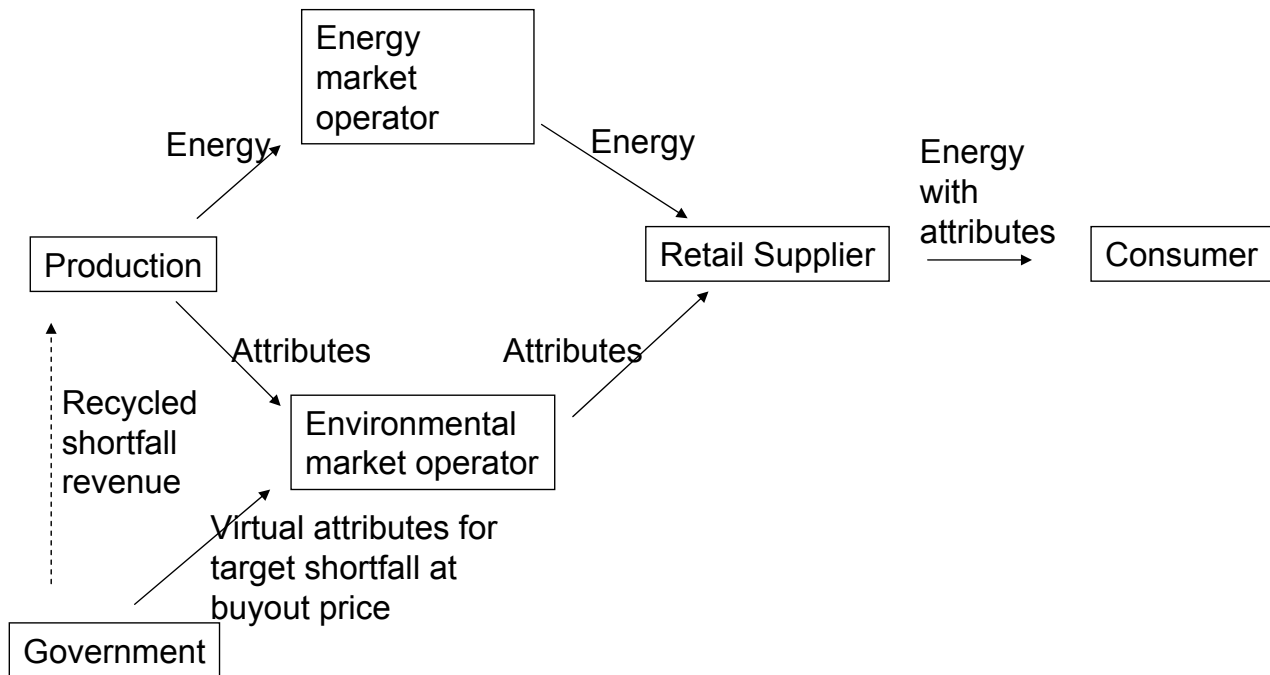 Energy
market
operator
Energy
Energy
Energy
with
attributes
Production
Retail Supplier
Consumer
Attributes
Attributes
Recycled
shortfall
revenue
Environmental
market operator
Virtual attributes for
target shortfall at
buyout price
Government